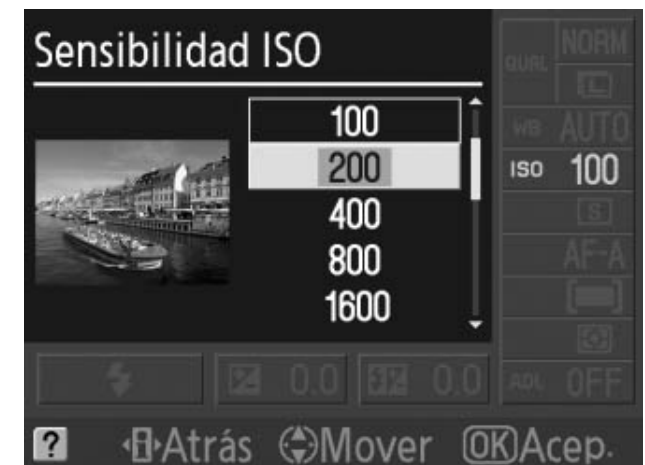 Sensibilidad ISO
100
200
400
800
1600
QUAL NORM
L
WB AUTO
ISO 100
S
AF-A
ADL OFF
0.0 0.0
? Atrás Mover OK Acep.